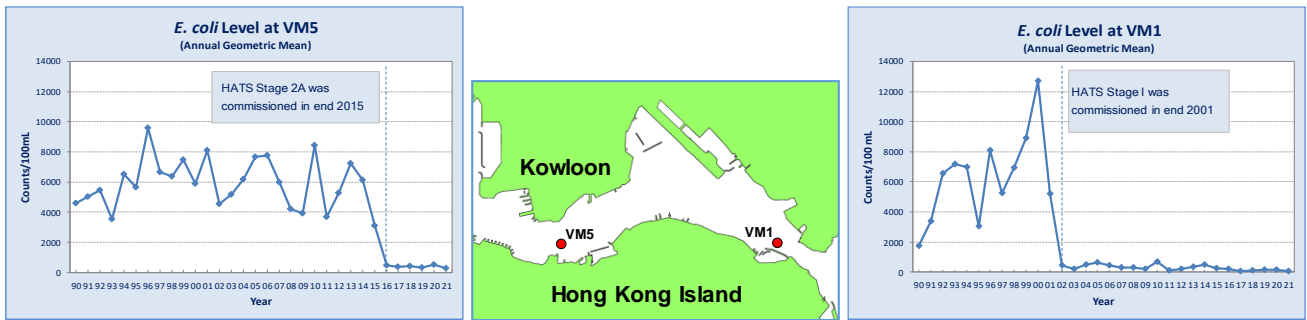 E. coli Level at VM5
(Annual Geometric Mean)
14000
12000
10000
8000
6000
4000
2000
0
Counts/100mL
HATS Stage 2A was
commissioned in end 2015
90 91 92 93 94 95 96 97 98 99 00 01 02 03 04 05 06 07 08 09 10 11 12 13 14 15 16 17 18 19 20 21
Year
Kowloon
VM5
VM1
Hong Kong Island
E. coli Level at VM1
(Annual Geometric Mean)
14000
12000
10000
8000
6000
4000
2000
0
Counts/100 mL
HATS Stage I was
commissioned in end 2001
90 91 92 93 94 95 96 97 98 99 00 01 02 03 04 05 06 07 08 09 10 11 12 13 14 15 16 17 18 19 20 21
Year